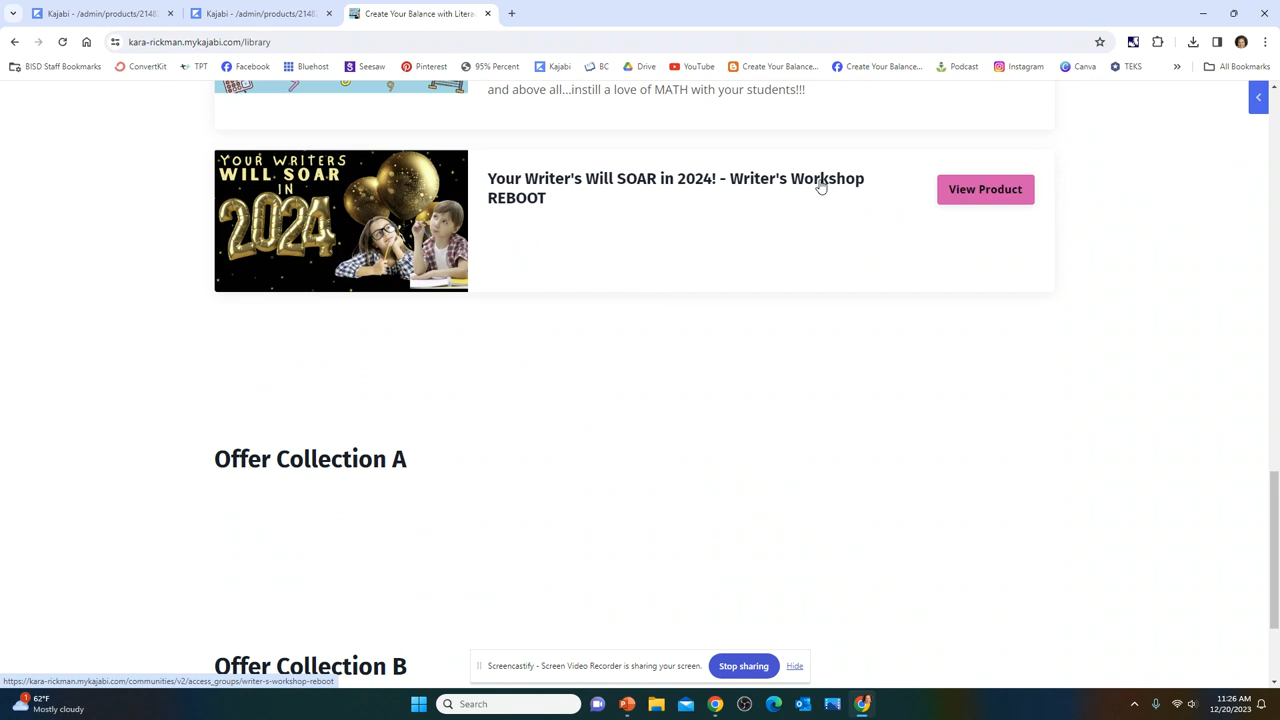 Kajabi - /admin/products/2148
Kajabi - /admin/products/2148
Create Your Balance with Litera
kara-rickman.mykajabi.com/library
BISD Staff Bookmarks ConvertKit TPT Facebook Bluehost Seesaw Pinterest 95% Percent Kajabi BC Drive YouTube Create Your Balance... Create Your Balance... Podcast Instagram Canva TEKS » All Bookmarks
and above all...instill a love of MATH with your students!!!
YOUR WRITERS
WILL SOAR
IN
2024
Your Writer's Will SOAR in 2024! - Writer's Workshop
REBOOT
View Product
Offer Collection A
Offer Collection B
Screencastify - Screen Video Recorder is sharing your screen.
Stop sharing
Hide
https://kara-rickman.mykajabi.com/communities/v2/access_groups/writer-s-workshop-reboot
1
62°F
Mostly cloudy
Search
11:26 AM
12/20/2023